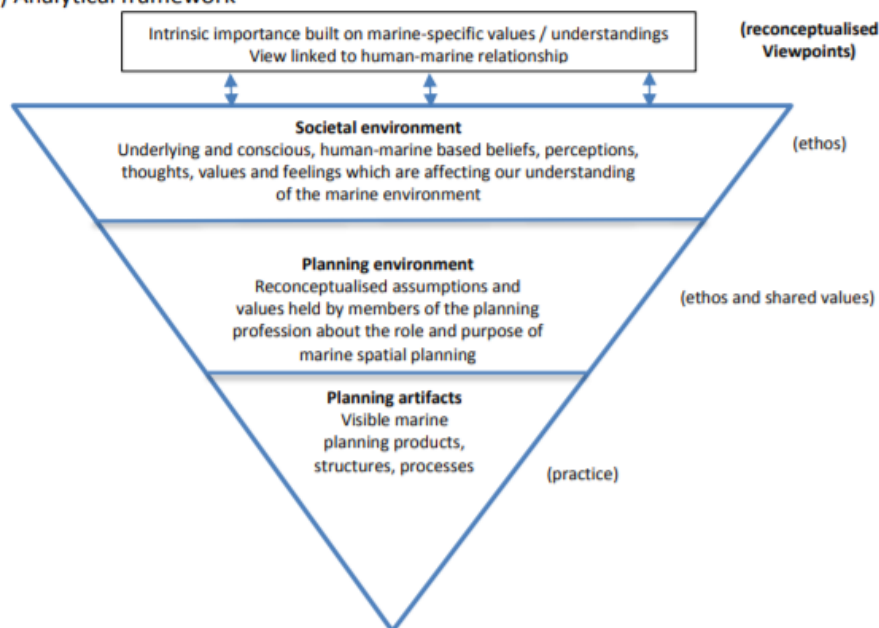 ) Analytical framework
Intrinsic importance built on marine-specific values / understandings
View linked to human-marine relationship
(reconceptualised
Viewpoints)
Societal environment
Underlying and conscious, human-marine based beliefs, perceptions,
thoughts, values and feelings which are affecting our understanding
of the marine environment
(ethos)
Planning environment
Reconceptualised assumptions and
values held by members of the planning
profession about the role and purpose of
marine spatial planning
(ethos and shared values)
Planning artifacts
Visible marine
planning products,
structures, processes
(practice)